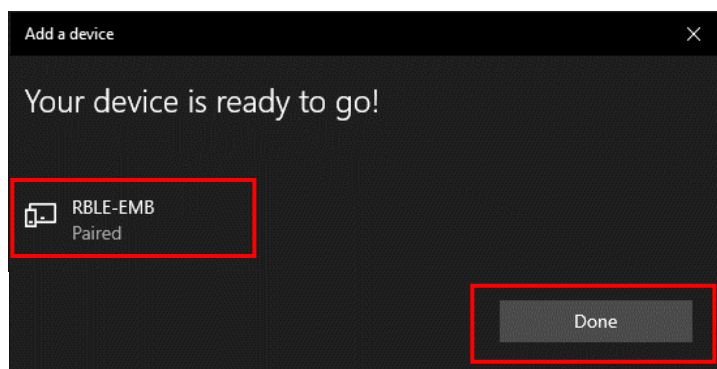 Add a device
Your device is ready to go!
RBLE-EMB
Paired
Done